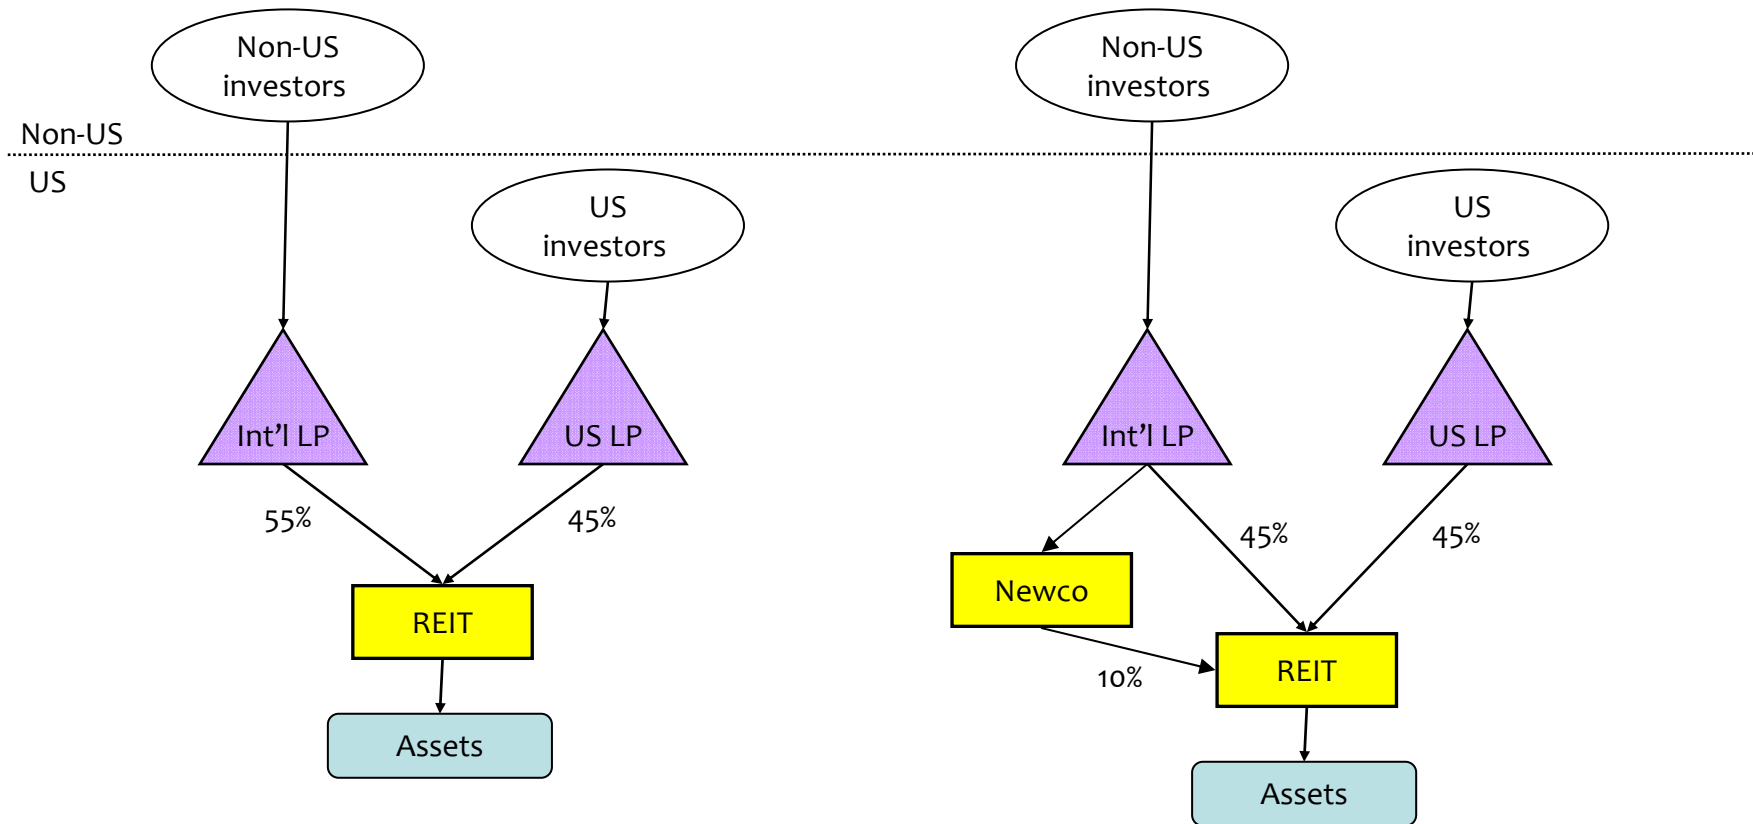 Non-US
investors
Non-US
US
US
investors
Int'l LP
US LP
55%
45%
REIT
Assets
Non-US
investors
US
investors
Int'l LP
US LP
45%
45%
Newco
10%
REIT
Assets